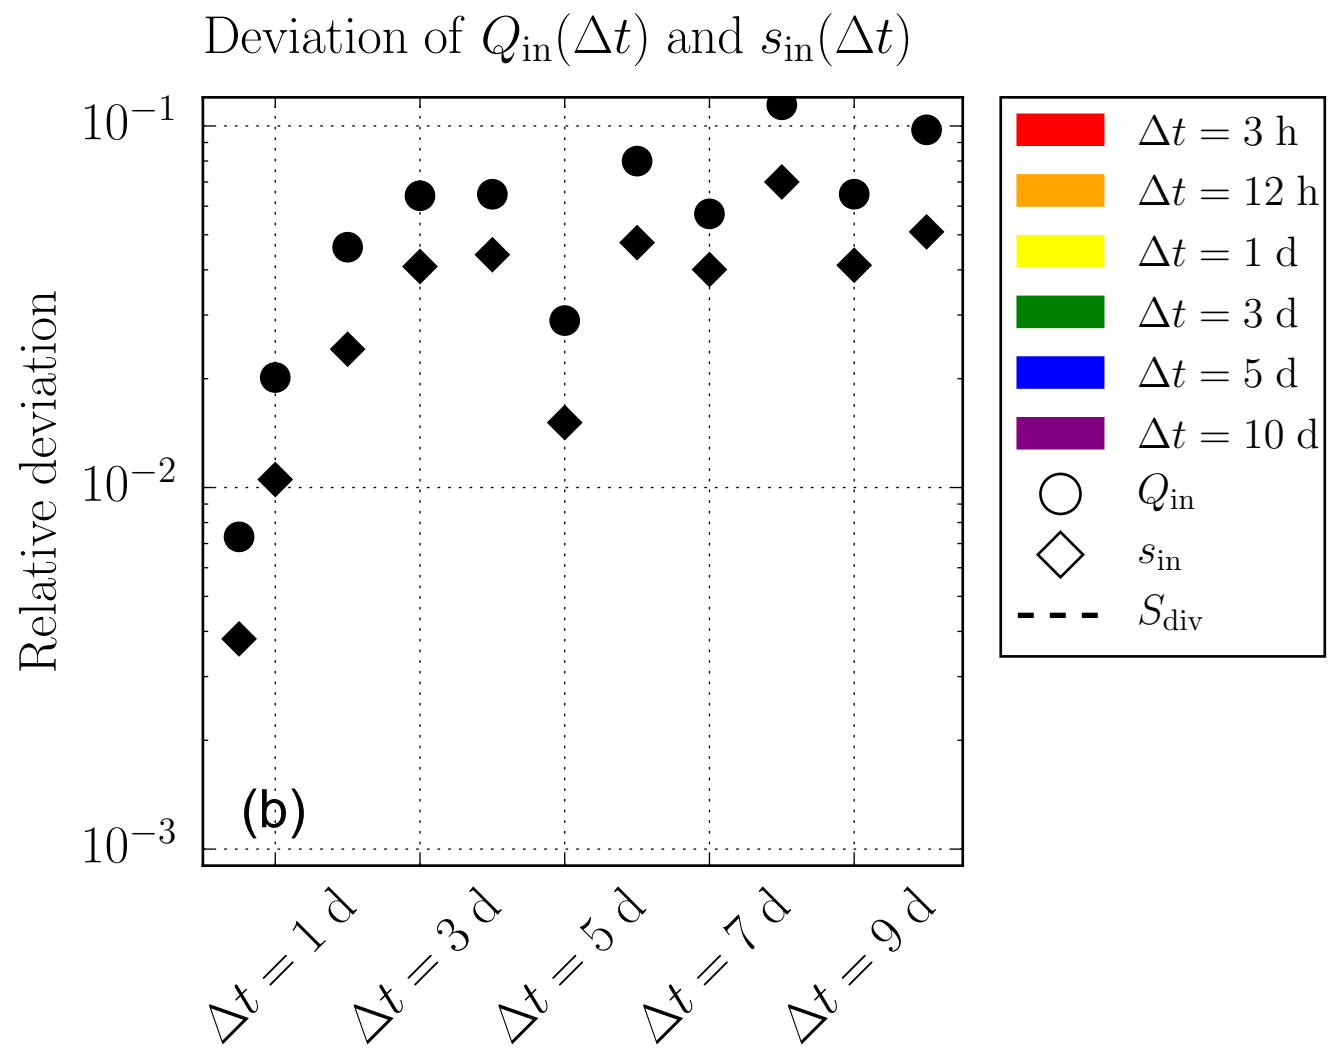 Deviation of Q_in(Δt) and s_in(Δt)
Relative deviation
10^−1
10^−2
10^−3
(b)
Δt = 1 d
Δt = 3 d
Δt = 5 d
Δt = 7 d
Δt = 9 d
Δt = 3 h
Δt = 12 h
Δt = 1 d
Δt = 3 d
Δt = 5 d
Δt = 10 d
Q_in
s_in
S_div